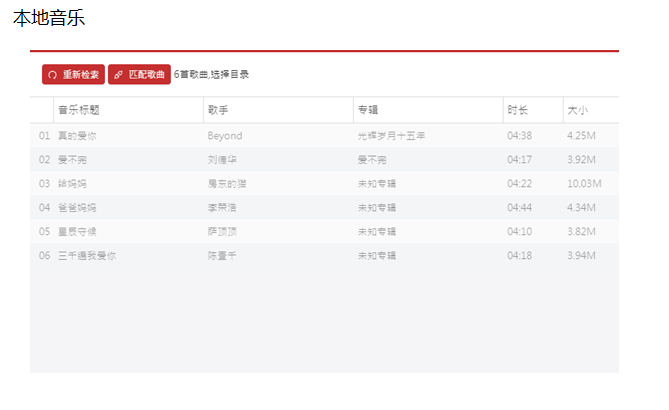 本地音乐
重新检索 匹配歌曲 6首歌曲,选择目录
音乐标题 歌手 专辑 时长 大小
01 真的爱你 Beyond 光辉岁月十五年 04:38 4.25M
02 爱不完 刘德华 爱不完 04:17 3.92M
03 给妈妈 房东的猫 未知专辑 04:22 10.03M
04 爸爸妈妈 李荣浩 未知专辑 04:44 4.34M
05 星辰守候 萨顶顶 未知专辑 04:10 3.82M
06 三千遍我爱你 陈壹千 未知专辑 04:18 3.94M